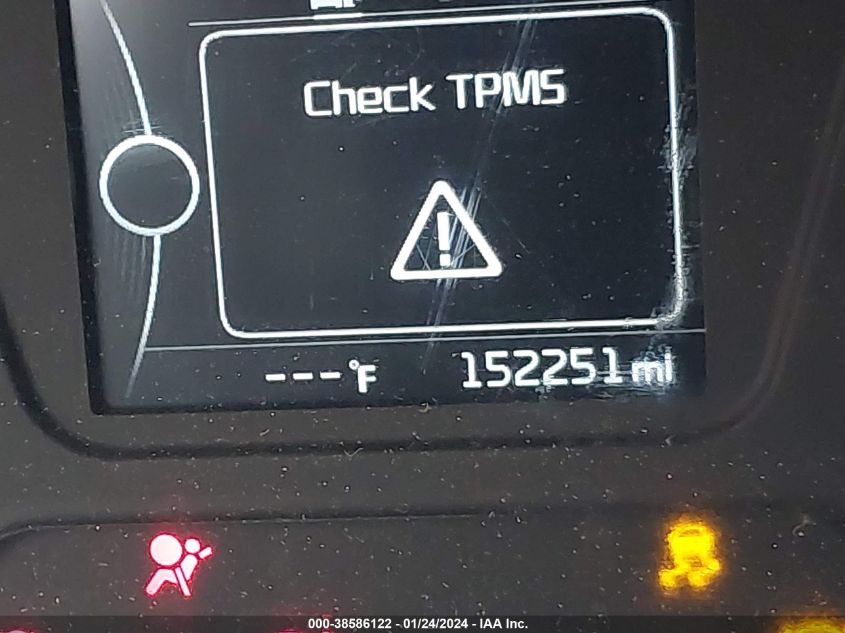 Check TPMS
---°F 152251 mi
000-38586122 - 01/24/2024 - IAA Inc.